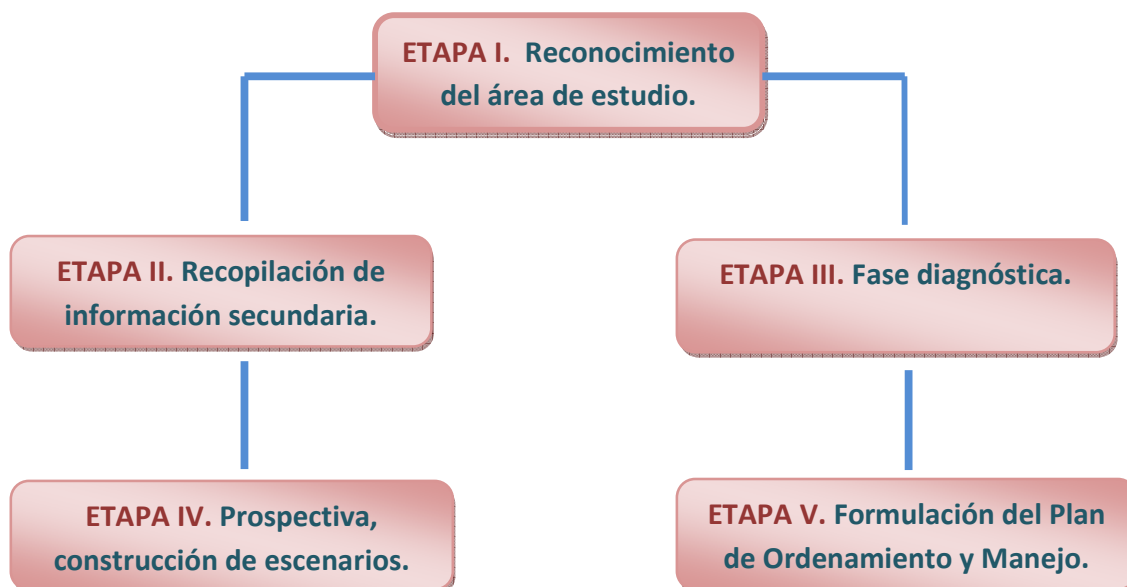 ETAPA I. Reconocimiento
del área de estudio.
ETAPA II. Recopilación de
información secundaria.
ETAPA III. Fase diagnóstica.
ETAPA IV. Prospectiva,
construcción de escenarios.
ETAPA V. Formulación del Plan
de Ordenamiento y Manejo.